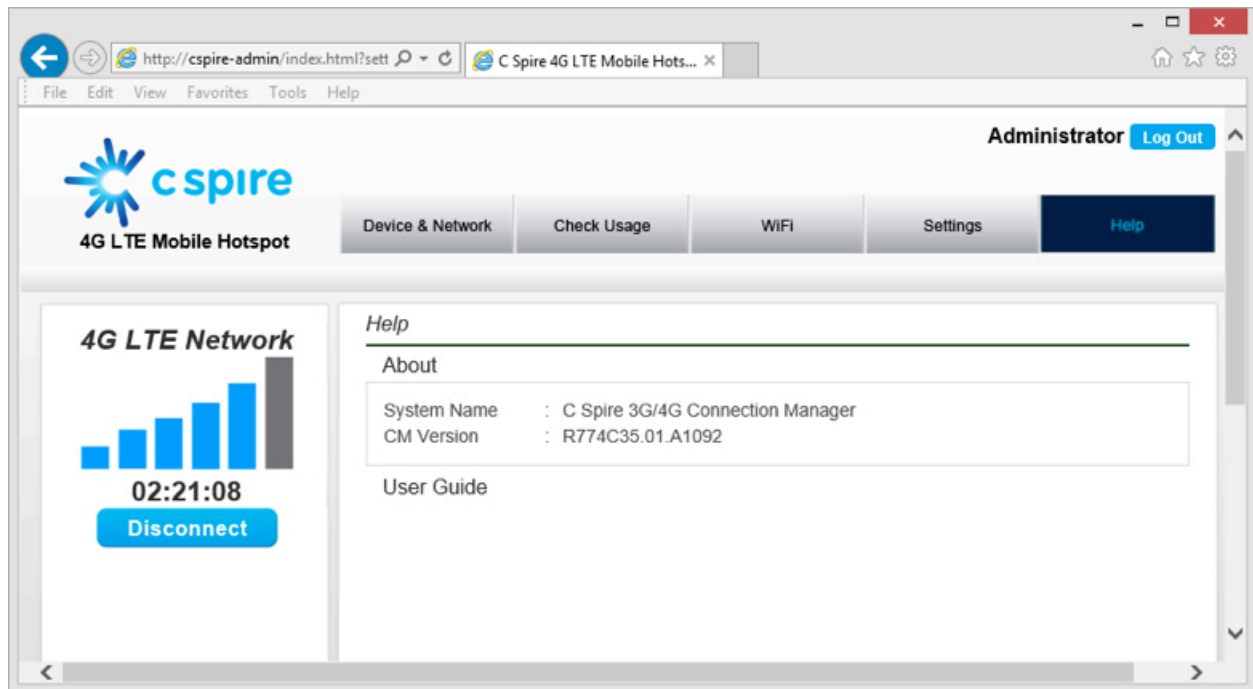 http://cspire-admin/index.html?sett
C Spire 4G LTE Mobile Hots...
File Edit View Favorites Tools Help
Administrator Log Out
c spire
4G LTE Mobile Hotspot
Device & Network Check Usage WiFi Settings Help
4G LTE Network
02:21:08
Disconnect
Help
About
System Name : C Spire 3G/4G Connection Manager
CM Version : R774C35.01.A1092
User Guide